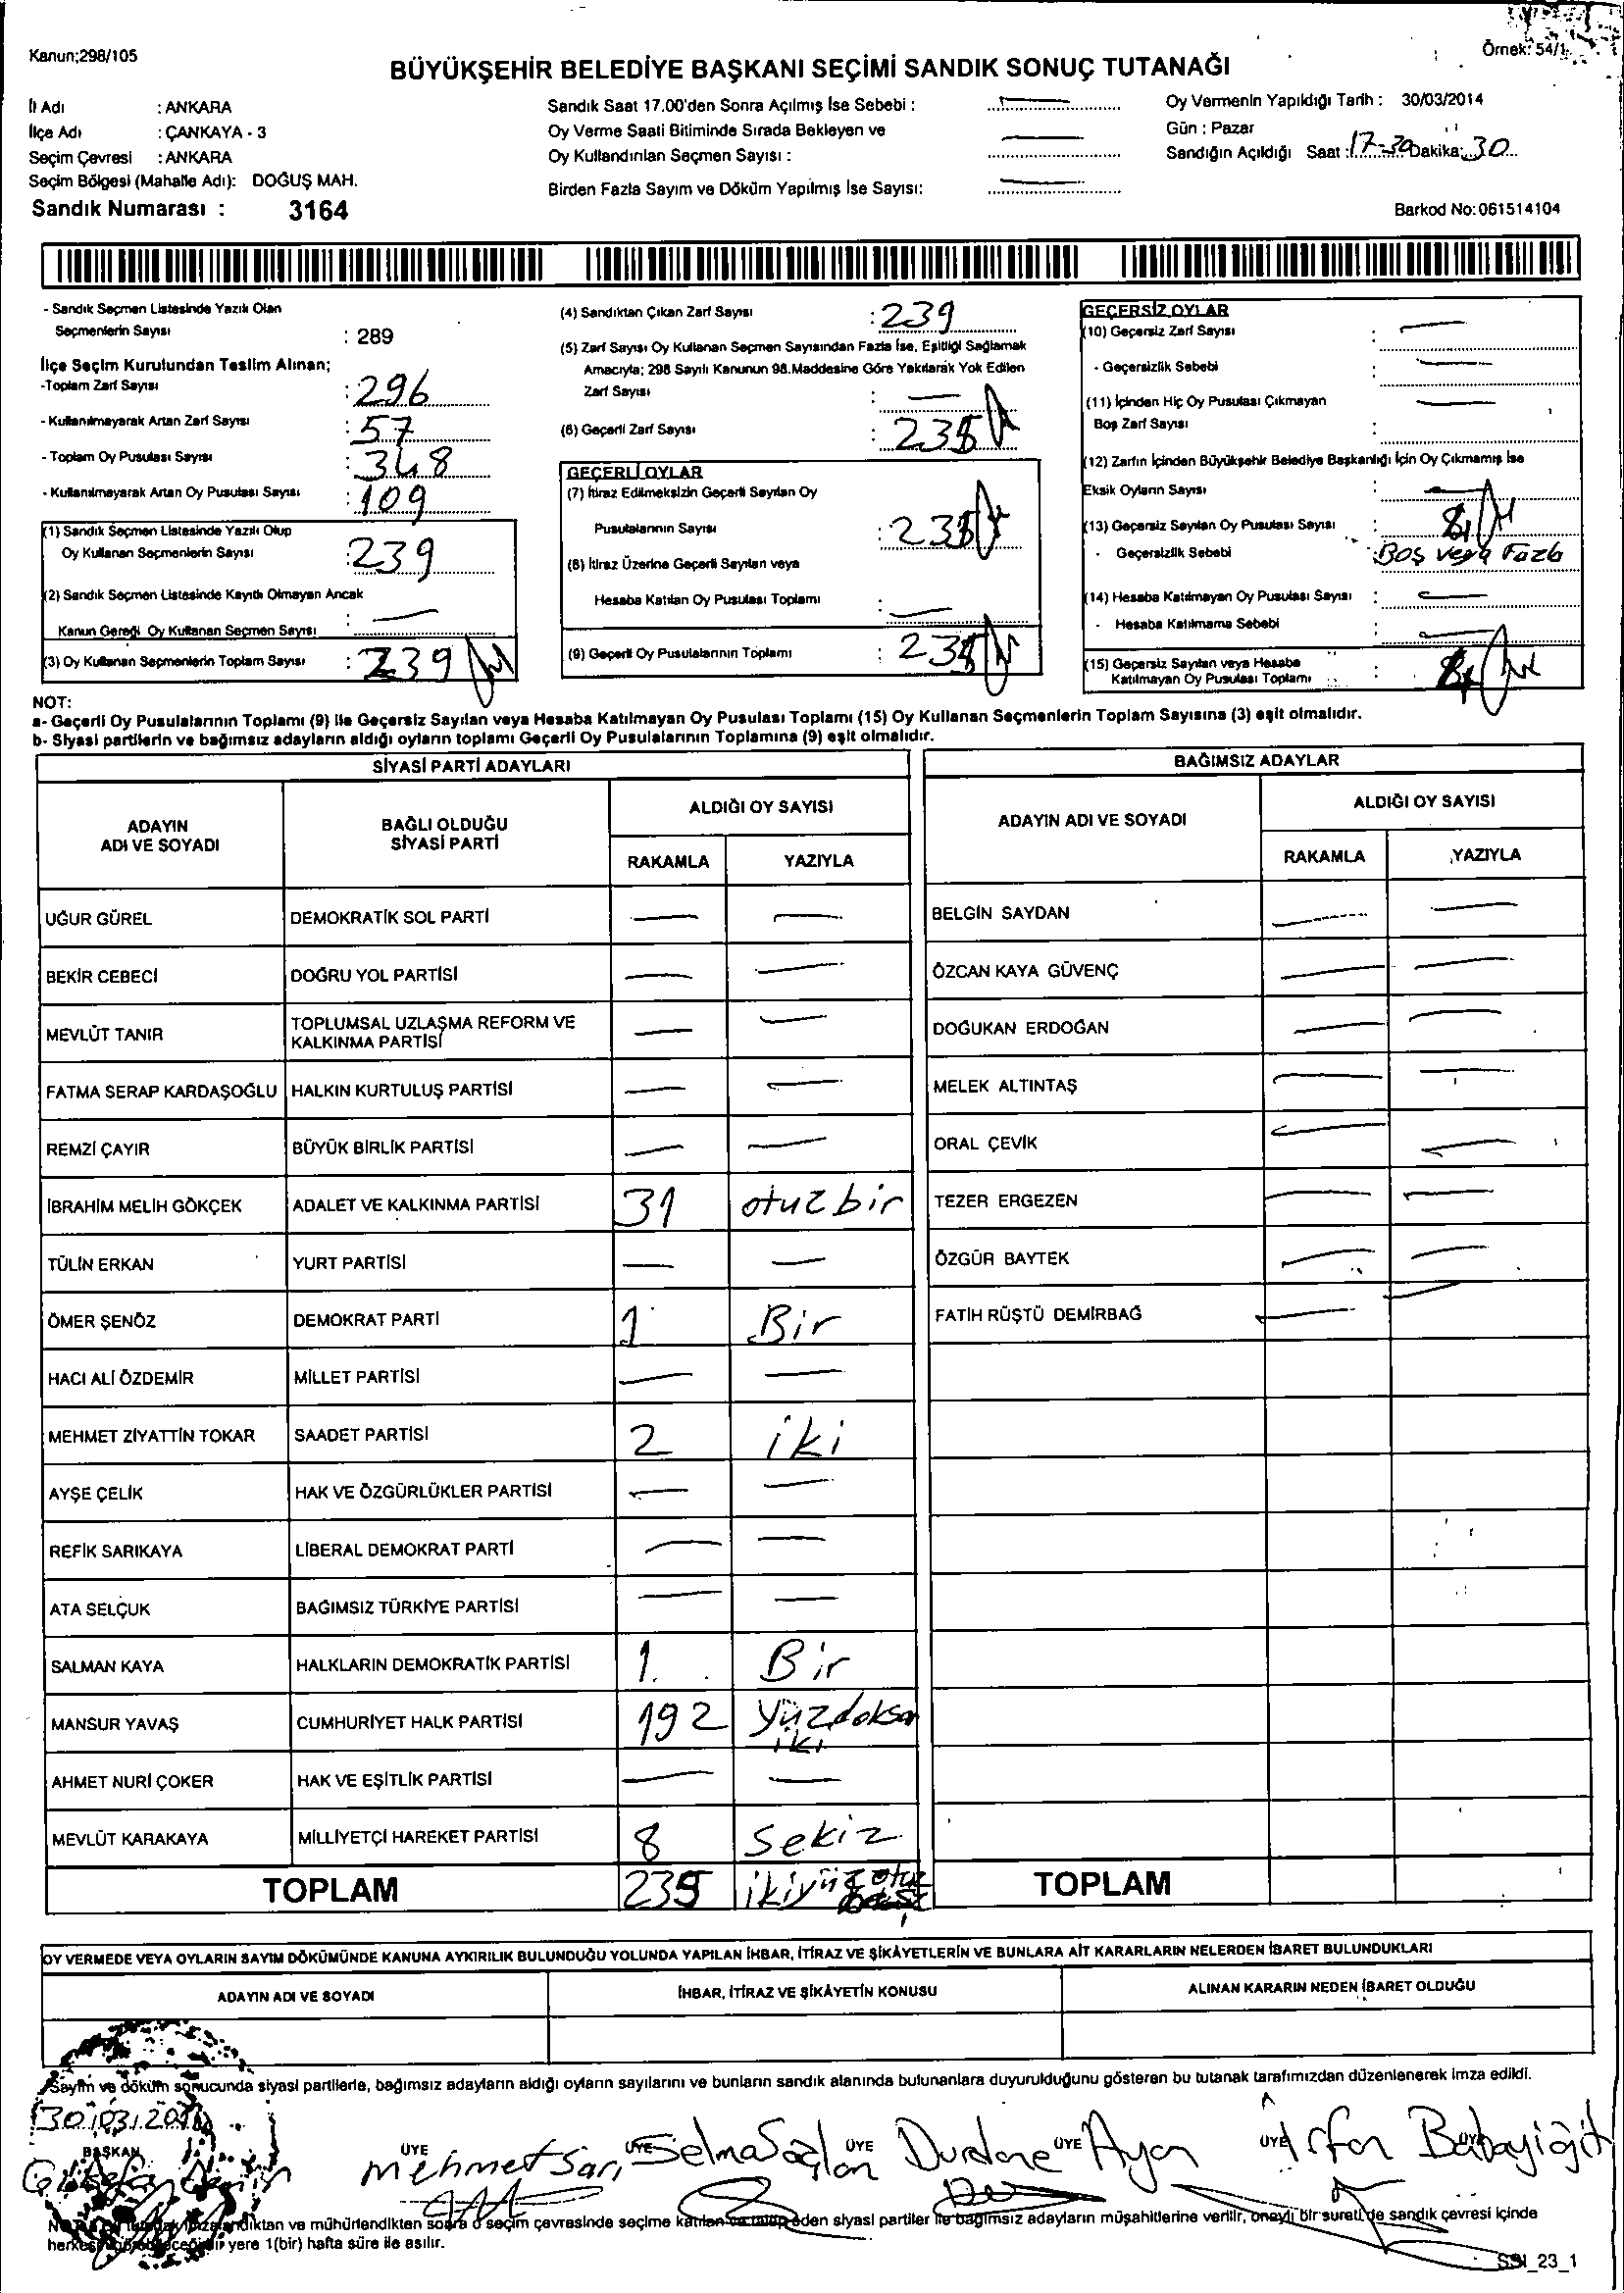 Kanun;298/105
Örnek: 54/1
BÜYÜKŞEHİR BELEDİYE BAŞKANI SEÇİMİ SANDIK SONUÇ TUTANAĞI
İl Adı : ANKARA
İlçe Adı : ÇANKAYA - 3
Seçim Çevresi : ANKARA
Seçim Bölgesi (Mahalle Adı): DOĞUŞ MAH.
Sandık Numarası : 3164
Sandık Saat 17.00'den Sonra Açılmış İse Sebebi :
Oy Verme Saati Bitiminde Sırada Bekleyen ve
Oy Kullandırılan Seçmen Sayısı :
Birden Fazla Sayım ve Döküm Yapılmış İse Sayısı:
Oy Vermenin Yapıldığı Tarih : 30/03/2014
Gün : Pazar
Sandığın Açıldığı Saat : 17-30 Dakika: 30
Barkod No: 061514104
- Sandık Seçmen Listesinde Yazılı Olan
Seçmenlerin Sayısı : 289
İlçe Seçim Kurulundan Teslim Alınan;
-Toplam Zarf Sayısı : 296
- Kullanılmayarak Artan Zarf Sayısı : 57
- Toplam Oy Pusulası Sayısı : 348
- Kullanılmayarak Artan Oy Pusulası Sayısı : 109
(1) Sandık Seçmen Listesinde Yazılı Olup
Oy Kullanan Seçmenlerin Sayısı : 239
(2) Sandık Seçmen Listesinde Kayıtlı Olmayan Ancak
Kanun Gereği Oy Kullanan Seçmen Sayısı :
(3) Oy Kullanan Seçmenlerin Toplam Sayısı : 239
(4) Sandıktan Çıkan Zarf Sayısı : 239
(5) Zarf Sayısı Oy Kullanan Seçmen Sayısından Fazla İse, Eşitliği Sağlamak
Amacıyla; 298 Sayılı Kanunun 98.Maddesine Göre Yakılarak Yok Edilen
Zarf Sayısı :
(6) Geçerli Zarf Sayısı : 235
GEÇERLİ OYLAR
(7) İtiraz Edilmeksizin Geçerli Sayılan Oy
Pusulalarının Sayısı : 235
(8) İtiraz Üzerine Geçerli Sayılan veya
Hesaba Katılan Oy Pusulası Toplamı :
(9) Geçerli Oy Pusulalarının Toplamı : 235
GEÇERSİZ OYLAR
(10) Geçersiz Zarf Sayısı :
- Geçersizlik Sebebi :
(11) İçinden Hiç Oy Pusulası Çıkmayan
Boş Zarf Sayısı :
(12) Zarfın İçinden Büyükşehir Belediye Başkanlığı İçin Oy Çıkmamış İse
Eksik Oyların Sayısı :
(13) Geçersiz Sayılan Oy Pusulası Sayısı :
- Geçersizlik Sebebi : Boş veya Fazla
(14) Hesaba Katılmayan Oy Pusulası Sayısı :
- Hesaba Katılmama Sebebi :
(15) Geçersiz Sayılan veya Hesaba
Katılmayan Oy Pusulası Toplamı :
NOT:
a- Geçerli Oy Pusulalarının Toplamı (9) ile Geçersiz Sayılan veya Hesaba Katılmayan Oy Pusulası Toplamı (15) Oy Kullanan Seçmenlerin Toplam Sayısına (3) eşit olmalıdır.
b- Siyasi partilerin ve bağımsız adayların aldığı oyların toplamı Geçerli Oy Pusulalarının Toplamına (9) eşit olmalıdır.
SİYASİ PARTİ ADAYLARI
ADAYIN ADI VE SOYADI
BAĞLI OLDUĞU SİYASİ PARTİ
ALDIĞI OY SAYISI
RAKAMLA YAZIYLA
UĞUR GÜREL DEMOKRATİK SOL PARTİ
BEKİR CEBECİ DOĞRU YOL PARTİSİ
MEVLÜT TANIR TOPLUMSAL UZLAŞMA REFORM VE
KALKINMA PARTİSİ
FATMA SERAP KARDAŞOĞLU HALKIN KURTULUŞ PARTİSİ
REMZİ ÇAYIR BÜYÜK BİRLİK PARTİSİ
İBRAHİM MELİH GÖKÇEK ADALET VE KALKINMA PARTİSİ 31 otuzbir
TÜLİN ERKAN YURT PARTİSİ
ÖMER ŞENÖZ DEMOKRAT PARTİ 1 Bir
HACI ALİ ÖZDEMİR MİLLET PARTİSİ
MEHMET ZİYATTİN TOKAR SAADET PARTİSİ 2 iki
AYŞE ÇELİK HAK VE ÖZGÜRLÜKLER PARTİSİ
REFİK SARIKAYA LİBERAL DEMOKRAT PARTİ
ATA SELÇUK BAĞIMSIZ TÜRKİYE PARTİSİ
SALMAN KAYA HALKLARIN DEMOKRATİK PARTİSİ 1 Bir
MANSUR YAVAŞ CUMHURİYET HALK PARTİSİ 192 yüzdoksan
iki
AHMET NURİ ÇOKER HAK VE EŞİTLİK PARTİSİ
MEVLÜT KARAKAYA MİLLİYETÇİ HAREKET PARTİSİ 8 Sekiz
TOPLAM 235 ikiyüzotuz
beş
BAĞIMSIZ ADAYLAR
ADAYIN ADI VE SOYADI
ALDIĞI OY SAYISI
RAKAMLA YAZIYLA
BELGİN SAYDAN
ÖZCAN KAYA GÜVENÇ
DOĞUKAN ERDOĞAN
MELEK ALTINTAŞ
ORAL ÇEVİK
TEZER ERGEZEN
ÖZGÜR BAYTEK
FATİH RÜŞTÜ DEMİRBAĞ
TOPLAM
OY VERMEDE VEYA OYLARIN SAYIM DÖKÜMÜNDE KANUNA AYKIRILIK BULUNDUĞU YOLUNDA YAPILAN İHBAR, İTİRAZ VE ŞİKÂYETLERİN VE BUNLARA AİT KARARLARIN NELERDEN İBARET BULUNDUKLARI
ADAYIN ADI VE SOYADI
İHBAR, İTİRAZ VE ŞİKÂYETİN KONUSU
ALINAN KARARIN NEDEN İBARET OLDUĞU
Sayım ve döküm sonucunda siyasi partilerle, bağımsız adayların aldığı oyların sayılarını ve bunların sandık alanında bulunanlara duyurulduğunu gösteren bu tutanak tarafımızdan düzenlenerek imza edildi.
30/03/2014
BAŞKAN ÜYE ÜYE ÜYE ÜYE ÜYE
Mehmet Sarı Selma Sağlan Durdane Ayan İrfan Babayiğit
ve mühürlendikten sonra o seçim çevresinde seçime eden siyasi partiler ile bağımsız adayların müşahitlerine verilir, onaylı bir sureti de sandık çevresi içinde
yere 1(bir) hafta süre ile asılır.
SSI_23_1